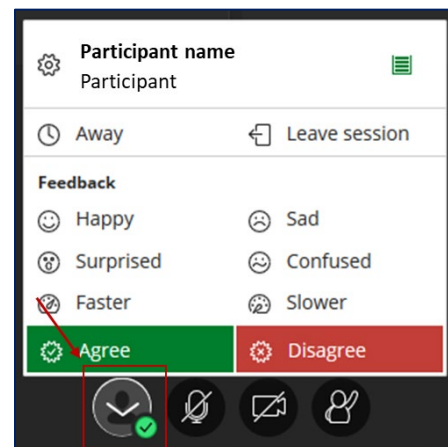 Participant name
Participant
Away Leave session
Feedback
Happy Sad
Surprised Confused
Faster Slower
Agree Disagree